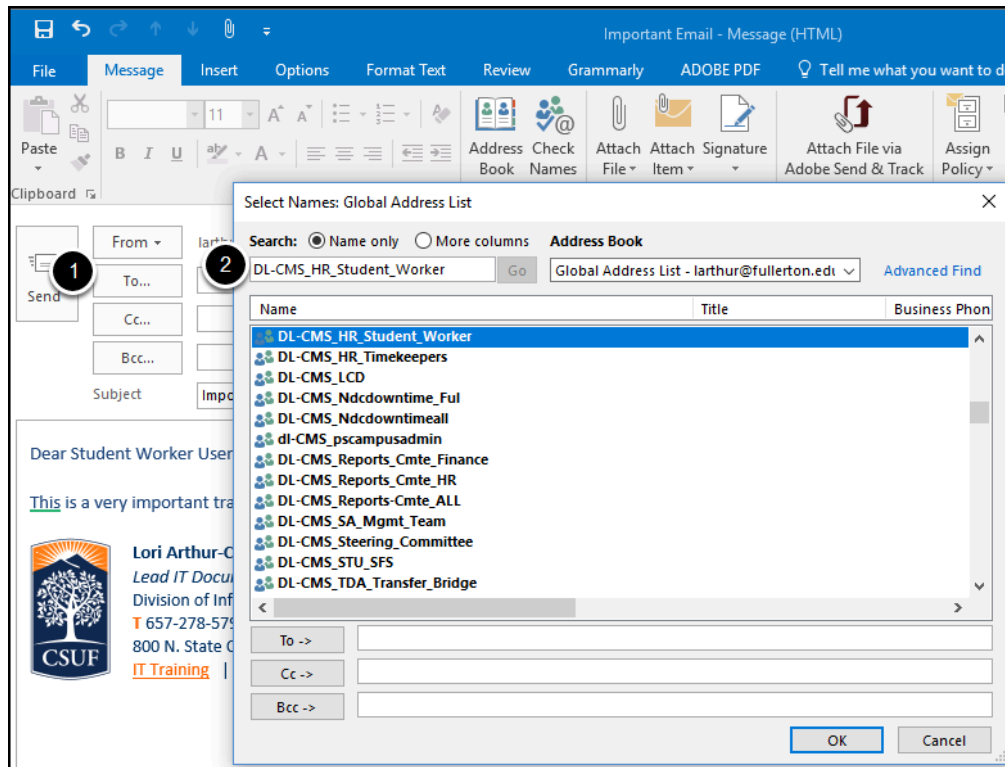 Important Email - Message (HTML)
File Message Insert Options Format Text Review Grammarly ADOBE PDF Tell me what you want to d
11 A A
Paste B I U ab A Address Check Attach Attach Signature Attach File via Assign
Book Names File Item Adobe Send & Track Policy
Clipboard
Select Names: Global Address List
Search: Name only More columns Address Book
DL-CMS_HR_Student_Worker Go Global Address List - larthur@fullerton.edu Advanced Find
Name Title Business Phon
DL-CMS_HR_Student_Worker
DL-CMS_HR_Timekeepers
DL-CMS_LCD
DL-CMS_Ndcdowntime_Ful
DL-CMS_Ndcdowntimeall
dl-CMS_pscampusadmin
DL-CMS_Reports_Cmte_Finance
DL-CMS_Reports_Cmte_HR
DL-CMS_Reports-Cmte_ALL
DL-CMS_SA_Mgmt_Team
DL-CMS_Steering_Committee
DL-CMS_STU_SFS
DL-CMS_TDA_Transfer_Bridge
To ->
Cc ->
Bcc ->
OK Cancel
1
2
Send
From larth
To...
Cc...
Bcc...
Subject Impo
Dear Student Worker User
This is a very important tra
Lori Arthur-C
Lead IT Docu
Division of Inf
T 657-278-579
800 N. State C
IT Training |
CSUF